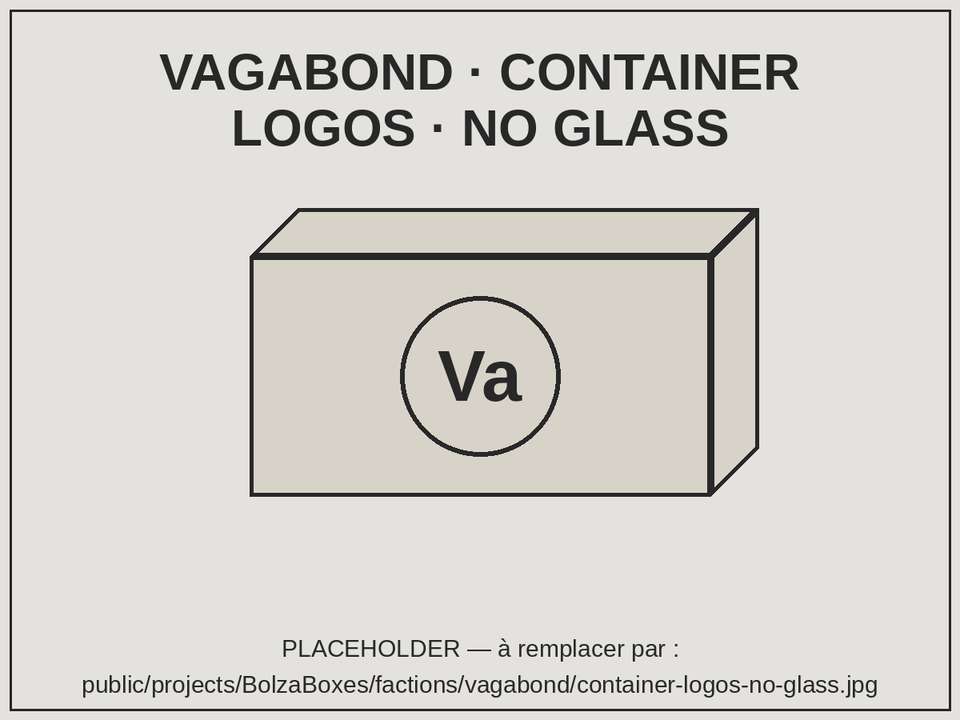 VAGABOND · CONTAINER
LOGOS · NO GLASS
Va
PLACEHOLDER — à remplacer par :
public/projects/BolzaBoxes/factions/vagabond/container-logos-no-glass.jpg